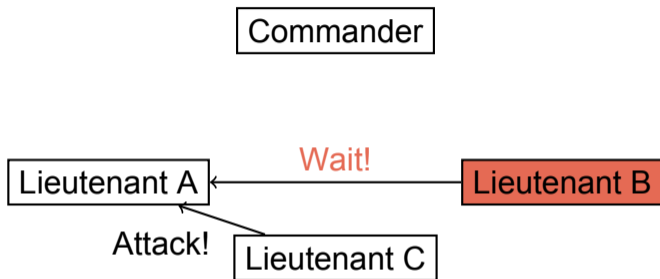 Commander
Wait!
Lieutenant A
Lieutenant B
Attack!
Lieutenant C